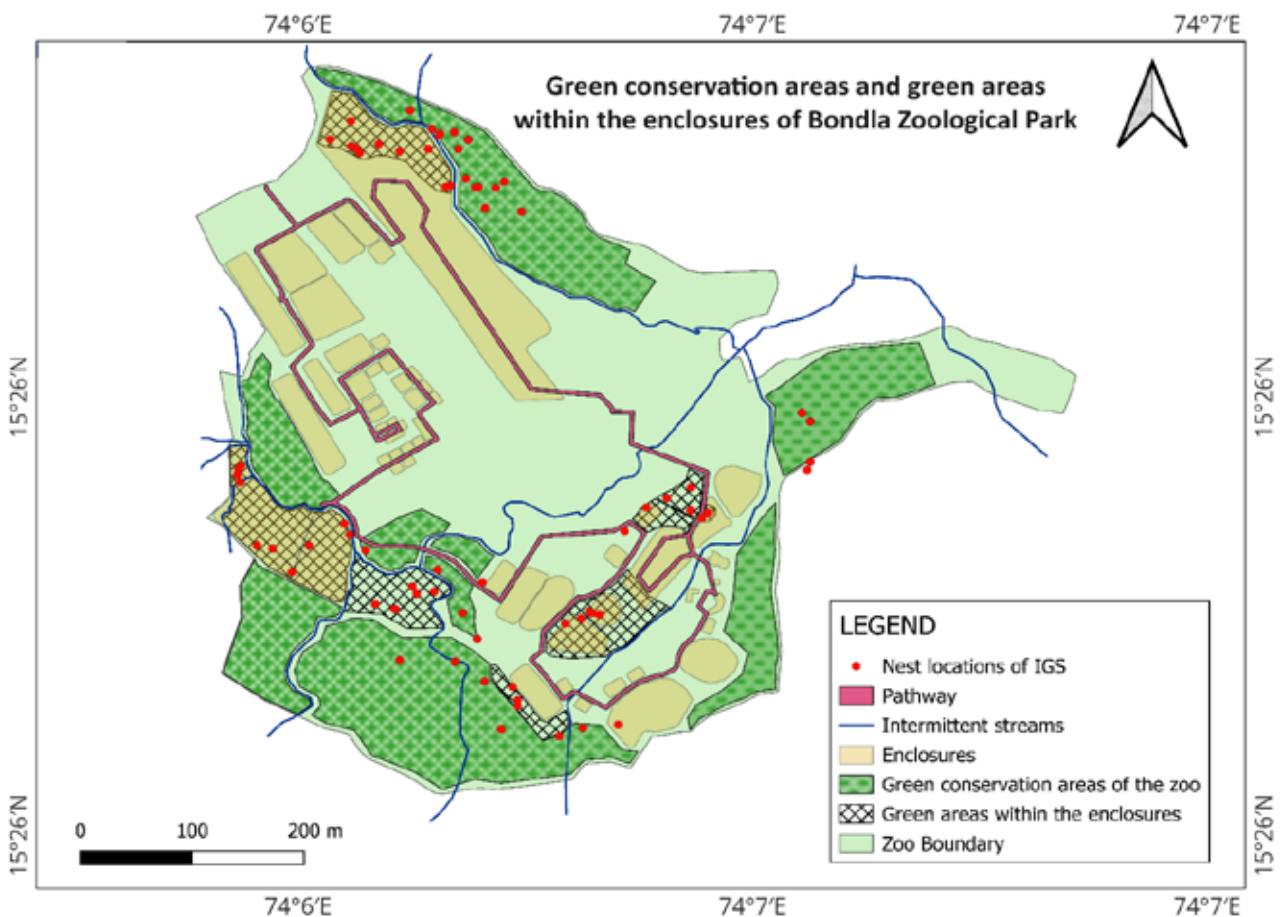 74°6′E 74°7′E 74°7′E
Green conservation areas and green areas
within the enclosures of Bondla Zoological Park
15°26′N 15°26′N
LEGEND
Nest locations of IGS
Pathway
Intermittent streams
Enclosures
Green conservation areas of the zoo
Green areas within the enclosures
Zoo Boundary
0 100 200 m
15°26′N 15°26′N
74°6′E 74°7′E 74°7′E